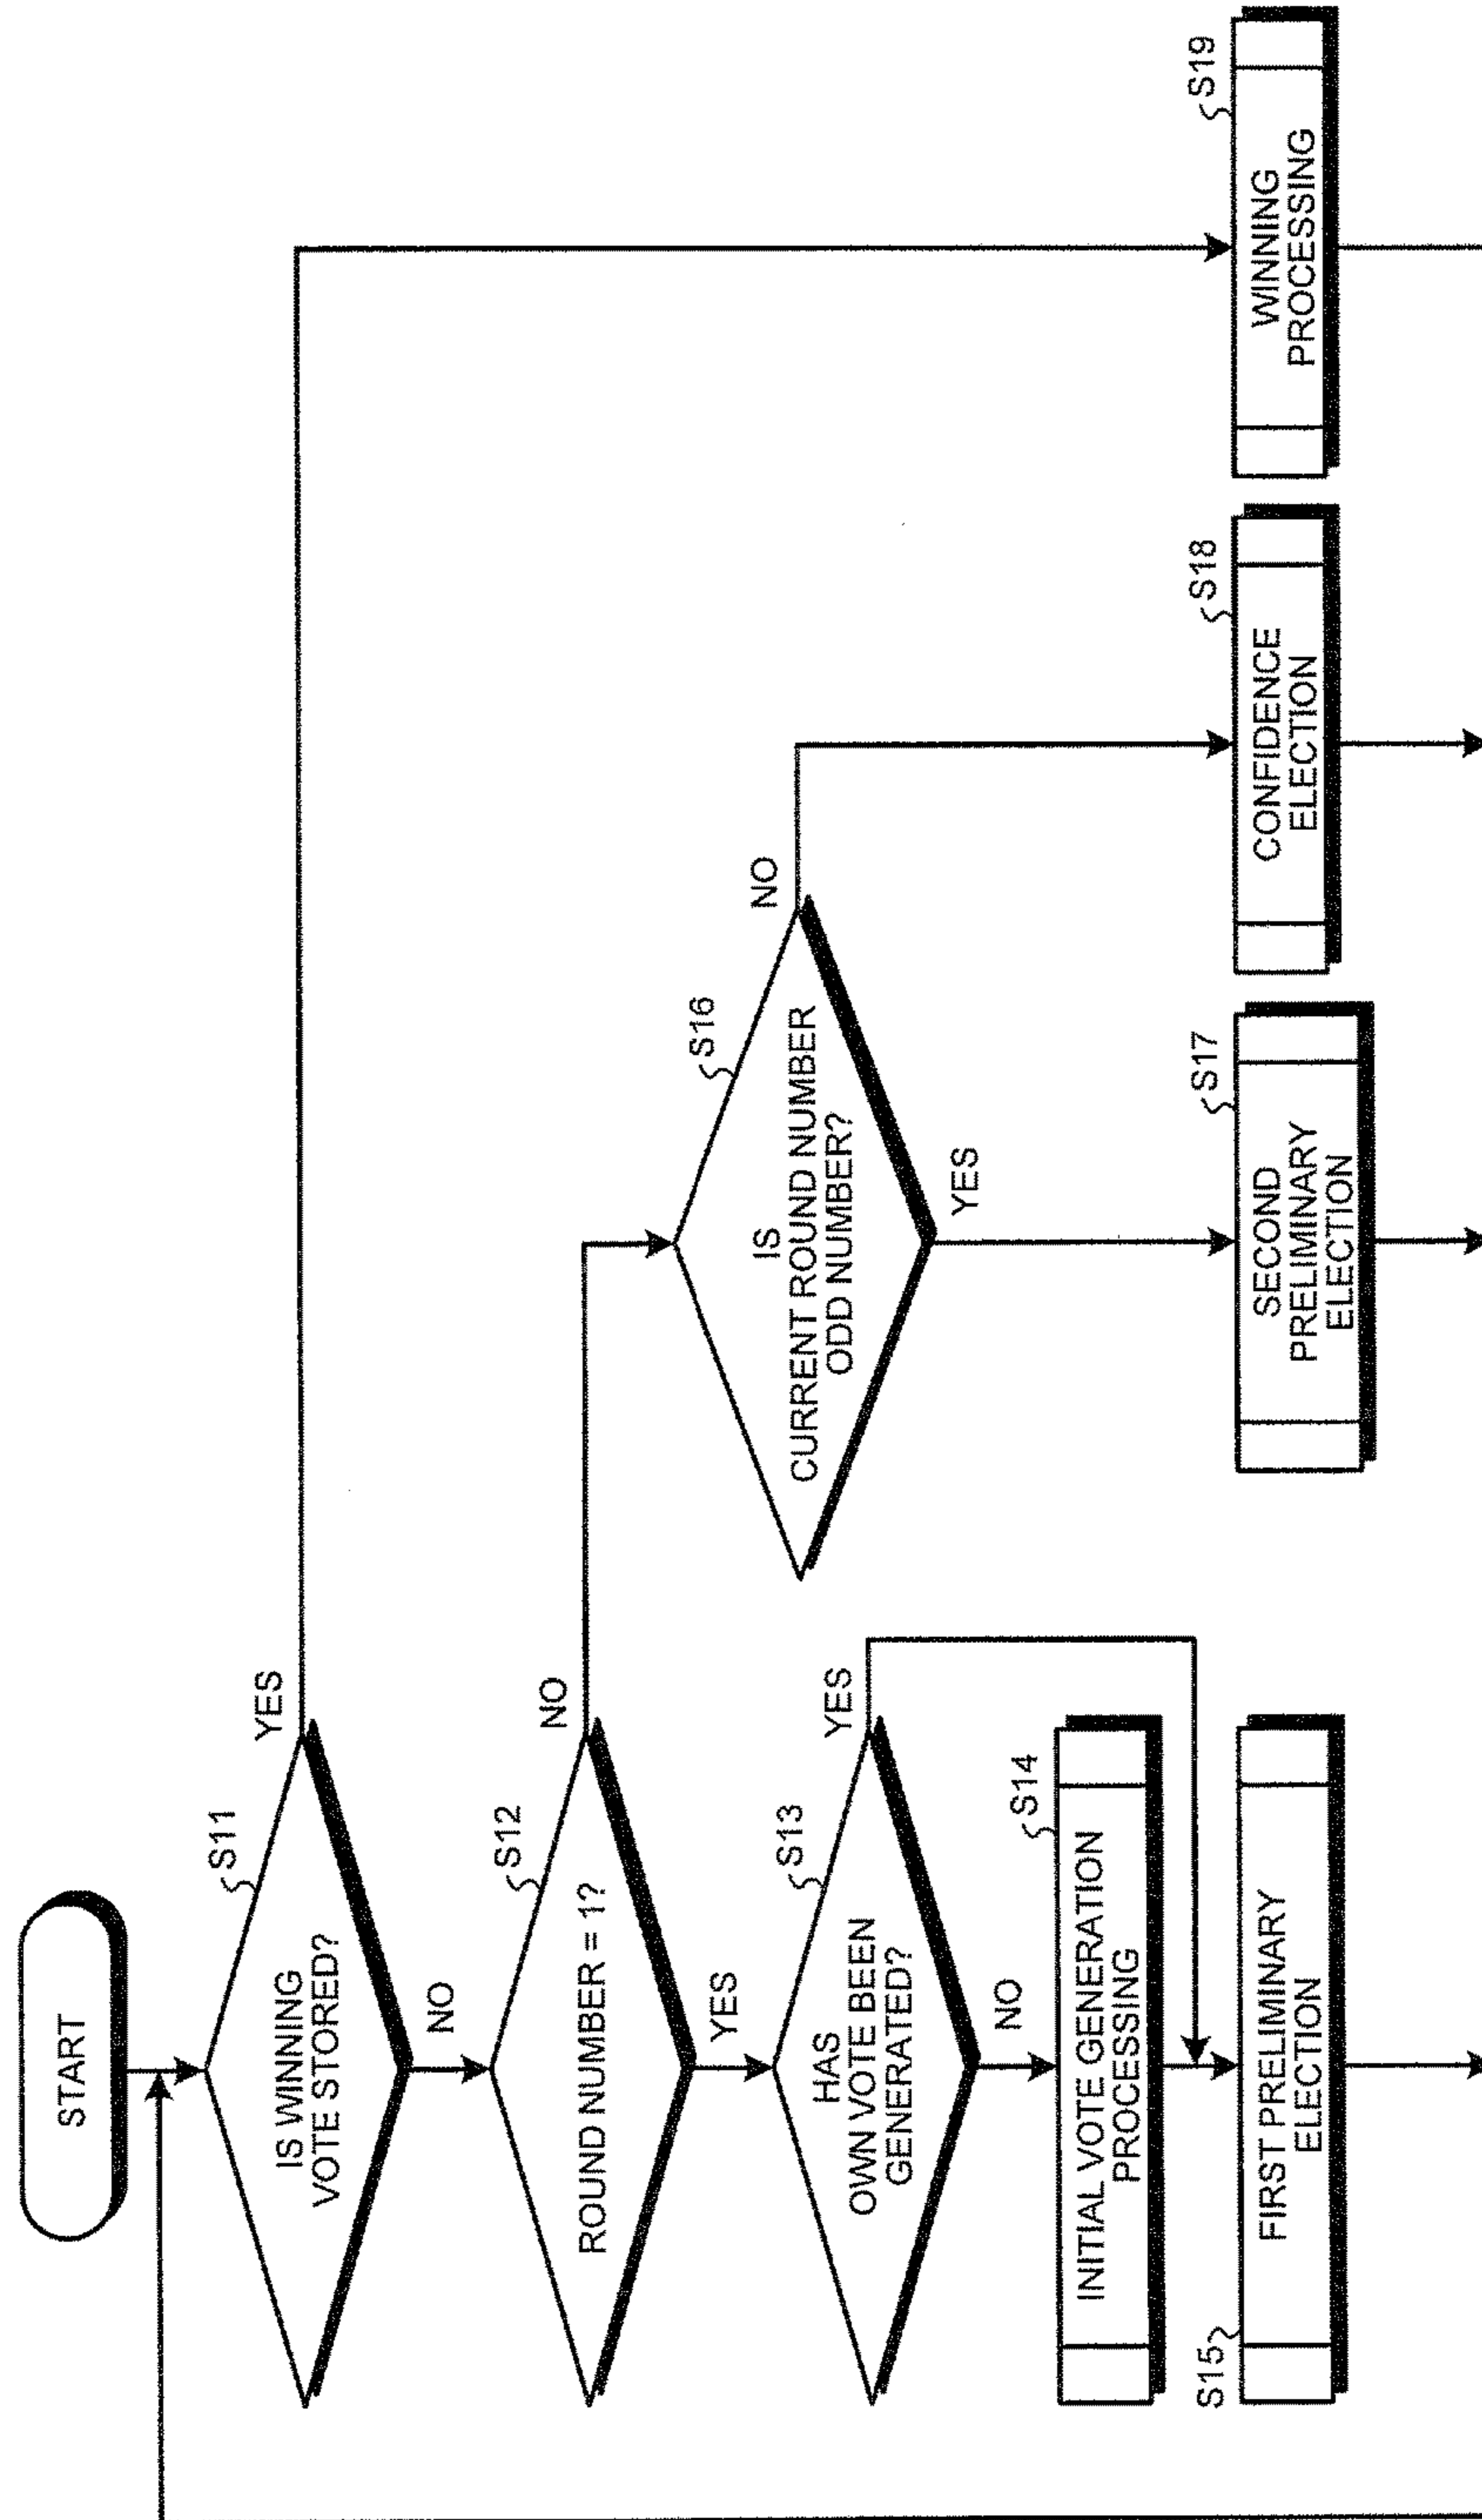 START
S11
IS WINNING
VOTE STORED?
YES
NO
S12
ROUND NUMBER = 1?
NO
YES
S13
HAS
OWN VOTE BEEN
GENERATED?
YES
NO
S14
INITIAL VOTE GENERATION
PROCESSING
S15
FIRST PRELIMINARY
ELECTION
S16
IS
CURRENT ROUND NUMBER
ODD NUMBER?
NO
YES
S17
SECOND
PRELIMINARY
ELECTION
S18
CONFIDENCE
ELECTION
S19
WINNING
PROCESSING